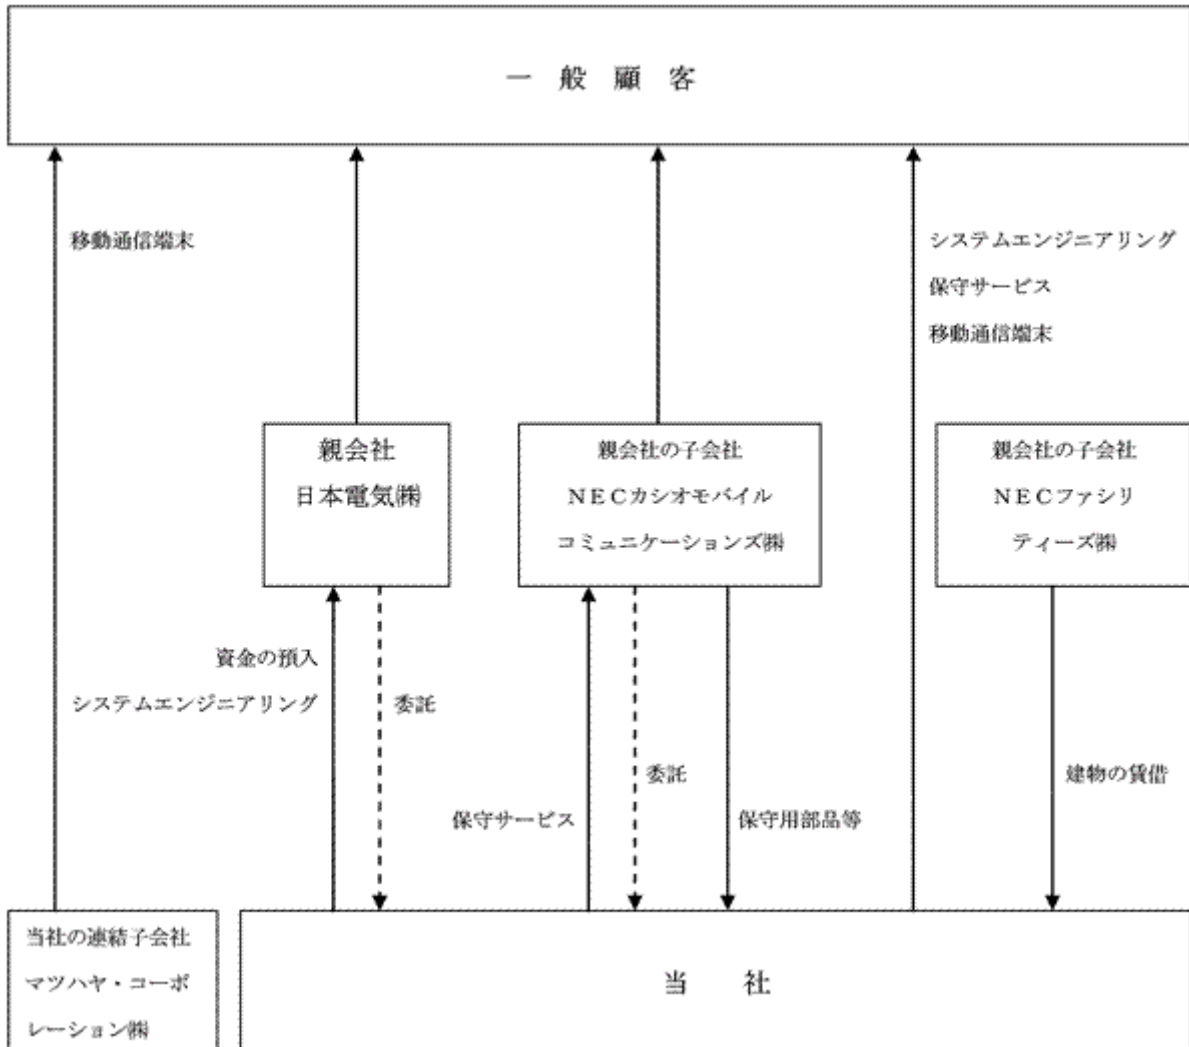 一 般 顧 客
移動通信端末
システムエンジニアリング
保守サービス
移動通信端末
親会社
日本電気㈱
親会社の子会社
ＮＥＣカシオモバイル
コミュニケーションズ㈱
親会社の子会社
ＮＥＣファシリ
ティーズ㈱
資金の預入
システムエンジニアリング
委託
保守サービス
委託
保守用部品等
建物の賃借
当社の連結子会社
マツハヤ・コーポ
レーション㈱
当 社